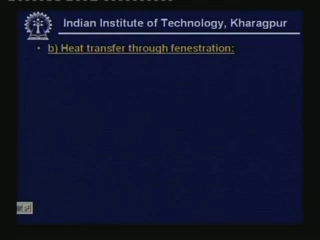 Indian Institute of Technology, Kharagpur
• b) Heat transfer through fenestration: